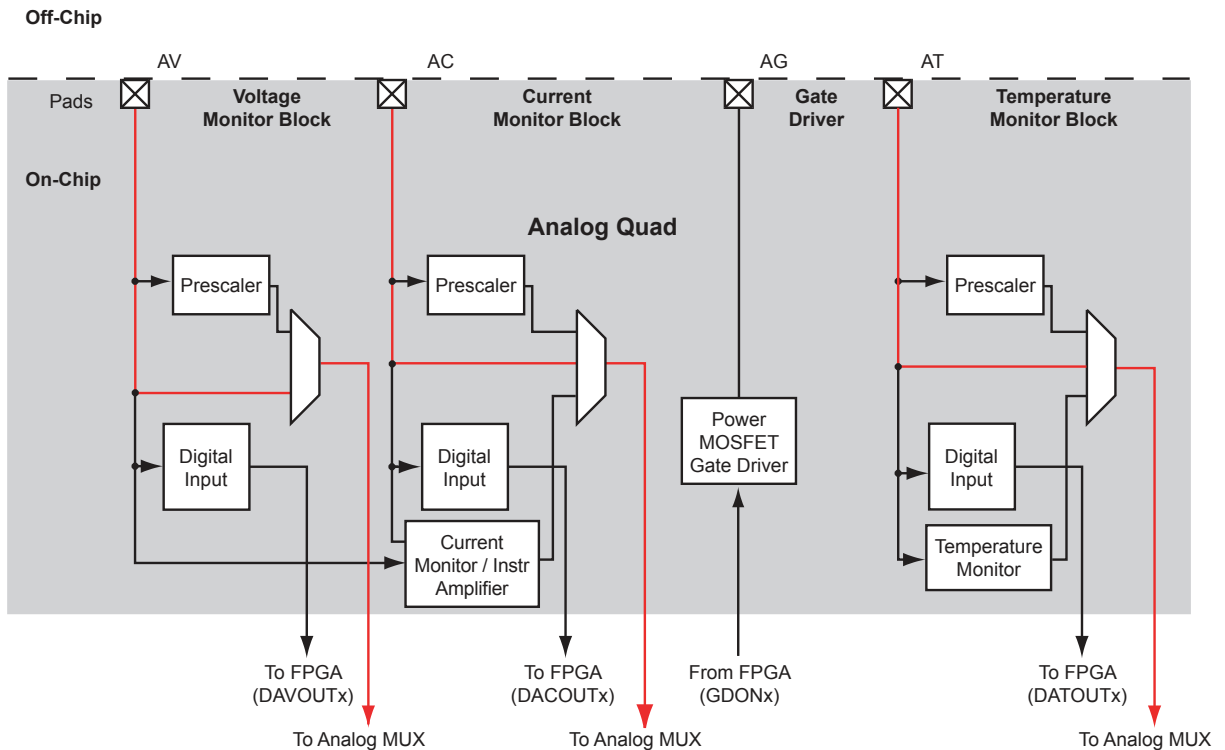 Off-Chip
AV
AC
AG
AT
Pads
Voltage
Monitor Block
Current
Monitor Block
Gate
Driver
Temperature
Monitor Block
On-Chip
Analog Quad
Prescaler
Prescaler
Prescaler
Power
MOSFET
Gate Driver
Digital
Input
Digital
Input
Digital
Input
Current
Monitor / Instr
Amplifier
Temperature
Monitor
To FPGA
(DAVOUTx)
To FPGA
(DACOUTx)
From FPGA
(GDONx)
To FPGA
(DATOUTx)
To Analog MUX
To Analog MUX
To Analog MUX